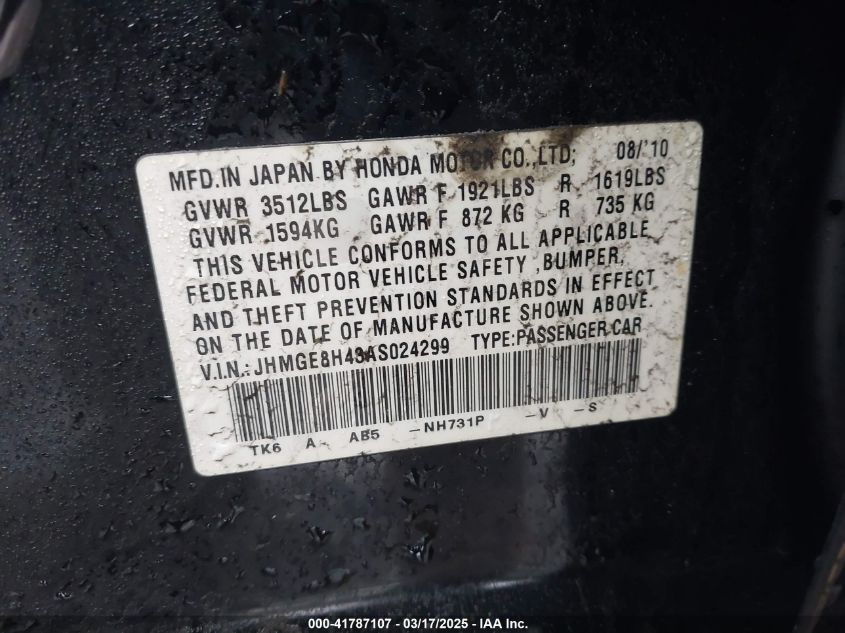 MFD.IN JAPAN BY HONDA MOTOR CO.,LTD; 08/'10
GVWR 3512LBS GAWR F 1921LBS R 1619LBS
GVWR 1594KG GAWR F 872 KG R 735 KG
THIS VEHICLE CONFORMS TO ALL APPLICABLE
FEDERAL MOTOR VEHICLE SAFETY ,BUMPER,
AND THEFT PREVENTION STANDARDS IN EFFECT
ON THE DATE OF MANUFACTURE SHOWN ABOVE.
V.I.N.: JHMGE8H43AS024299 TYPE:PASSENGER CAR
TK6 A AB5 -NH731P -V -S
000-41787107 - 03/17/2025 - IAA Inc.